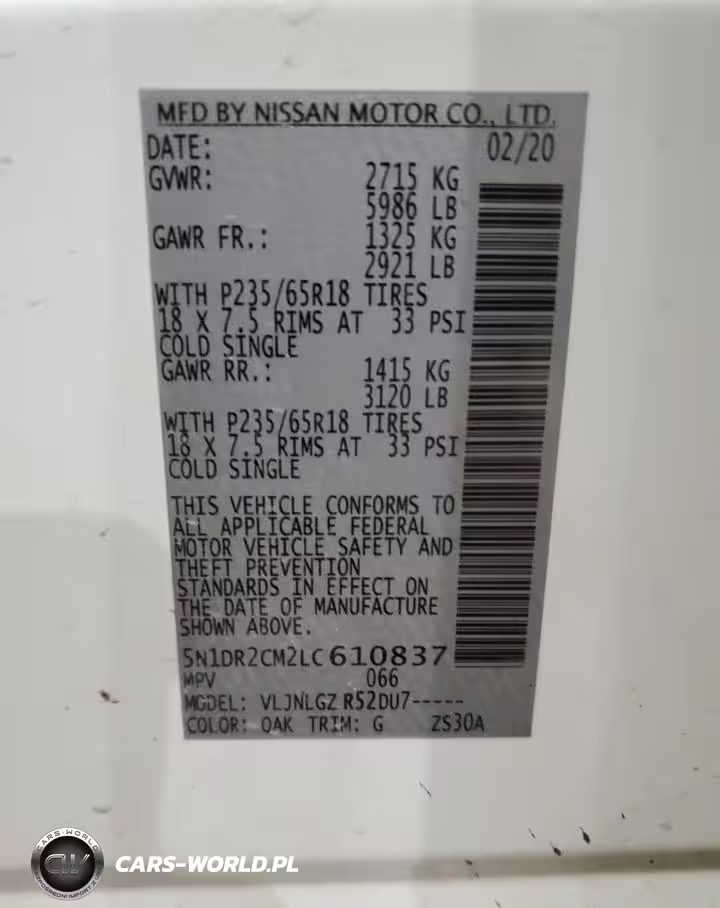 MFD BY NISSAN MOTOR CO., LTD.
DATE: 02/20
GVWR: 2715 KG
5986 LB
GAWR FR.: 1325 KG
2921 LB
WITH P235/65R18 TIRES
18 X 7.5 RIMS AT 33 PSI
COLD SINGLE
GAWR RR.: 1415 KG
3120 LB
WITH P235/65R18 TIRES
18 X 7.5 RIMS AT 33 PSI
COLD SINGLE
THIS VEHICLE CONFORMS TO
ALL APPLICABLE FEDERAL
MOTOR VEHICLE SAFETY AND
THEFT PREVENTION
STANDARDS IN EFFECT ON
THE DATE OF MANUFACTURE
SHOWN ABOVE.
5N1DR2CM2LC610837
MPV 066
MODEL: VLJNLGZ R52DU7-----
COLOR: QAK TRIM: G ZS30A
CARS-WORLD
CW
CARS-WORLD.PL